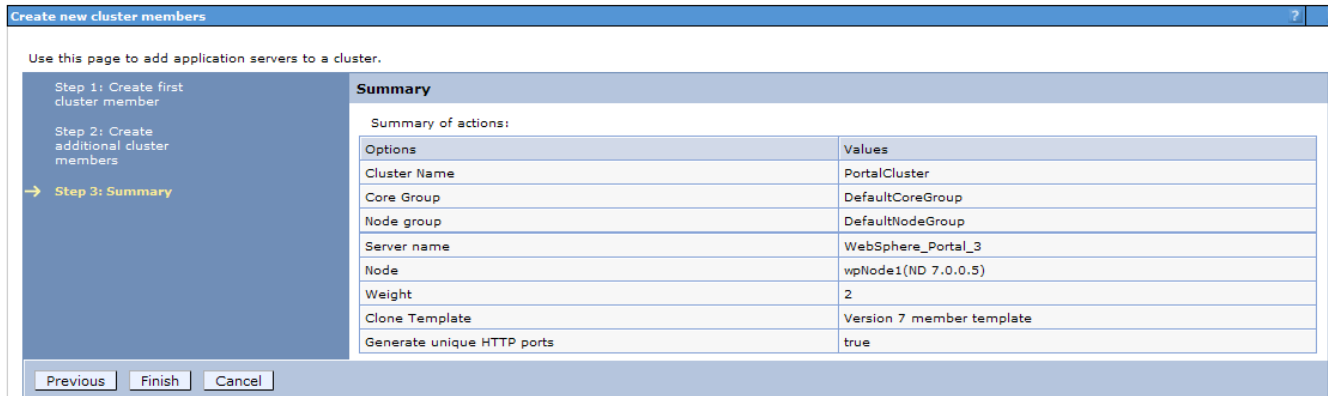 Create new cluster members ?
Use this page to add application servers to a cluster.
Step 1: Create first
cluster member
Step 2: Create
additional cluster
members
→ Step 3: Summary
Summary
Summary of actions:
Options Values
Cluster Name PortalCluster
Core Group DefaultCoreGroup
Node group DefaultNodeGroup
Server name WebSphere_Portal_3
Node wpNode1(ND 7.0.0.5)
Weight 2
Clone Template Version 7 member template
Generate unique HTTP ports true
Previous Finish Cancel